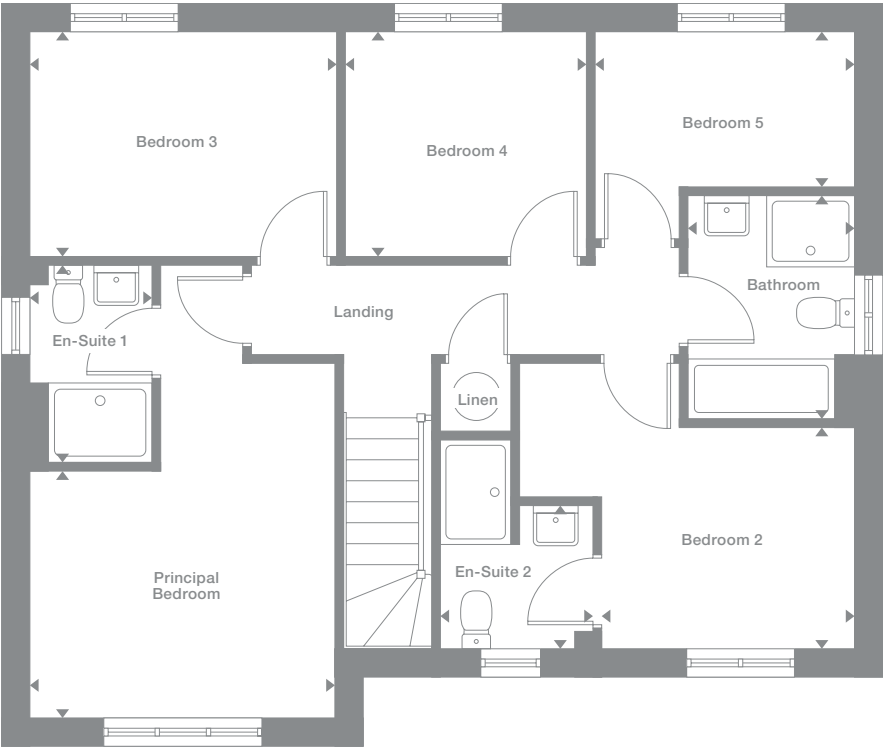 Bedroom 3
Bedroom 4
Bedroom 5
Bathroom
Landing
En-Suite 1
Linen
Bedroom 2
En-Suite 2
Principal
Bedroom